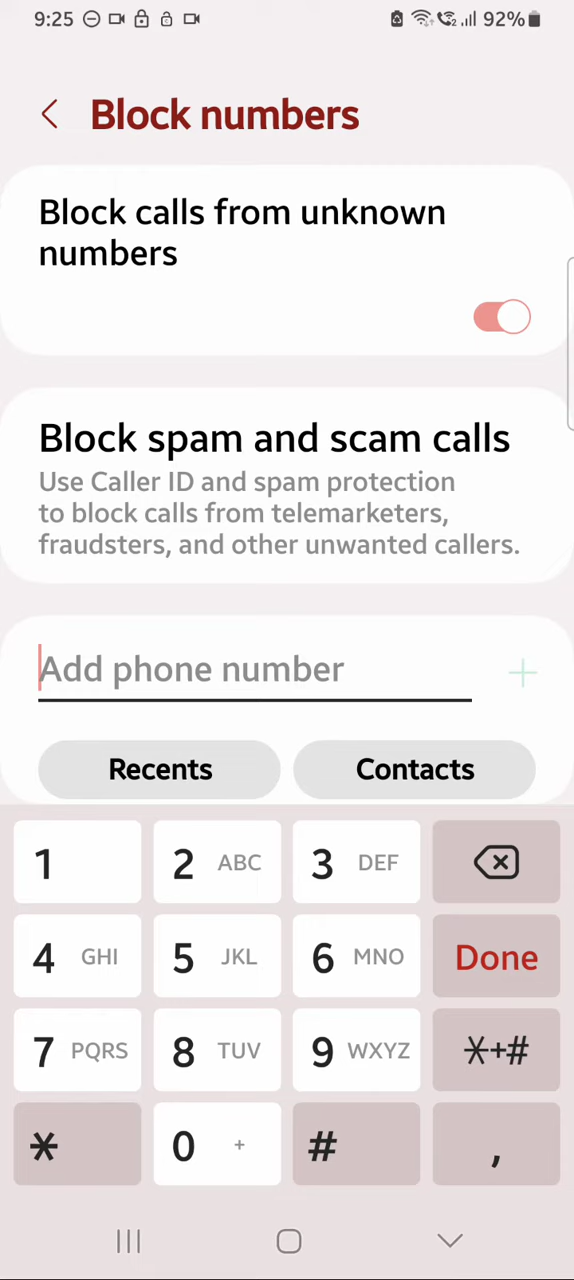 9:25 92%
Block numbers
Block calls from unknown
numbers
Block spam and scam calls
Use Caller ID and spam protection
to block calls from telemarketers,
fraudsters, and other unwanted callers.
Add phone number
+
Recents Contacts
1 2 ABC 3 DEF
4 GHI 5 JKL 6 MNO Done
7 PQRS 8 TUV 9 WXYZ *+#
* 0 + # ,